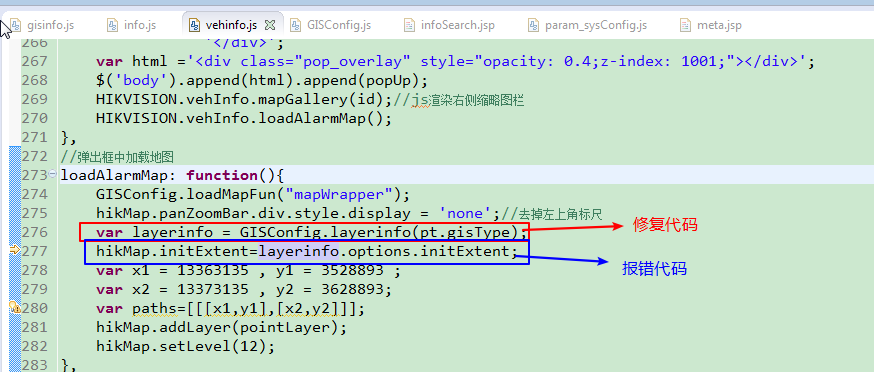 gisinfo.js info.js vehinfo.js GISConfig.js infoSearch.jsp param_sysConfig.js meta.jsp
266 '</div>';
267 var html ='<div class="pop_overlay" style="opacity: 0.4;z-index: 1001;"></div>';
268 $('body').append(html).append(popUp);
269 HIKVISION.vehInfo.mapGallery(id);//js渲染右侧缩略图栏
270 HIKVISION.vehInfo.loadAlarmMap();
271 },
272 //弹出框中加载地图
273 loadAlarmMap: function(){
274 GISConfig.loadMapFun("mapWrapper");
275 hikMap.panZoomBar.div.style.display = 'none';//去掉左上角标尺
276 var layerinfo = GISConfig.layerinfo(pt.gisType); 修复代码
277 hikMap.initExtent=layerinfo.options.initExtent; 报错代码
278 var x1 = 13363135 , y1 = 3528893 ;
279 var x2 = 13373135 , y2 = 3628893;
280 var paths=[[[x1,y1],[x2,y2]]];
281 hikMap.addLayer(pointLayer);
282 hikMap.setLevel(12);
283 },